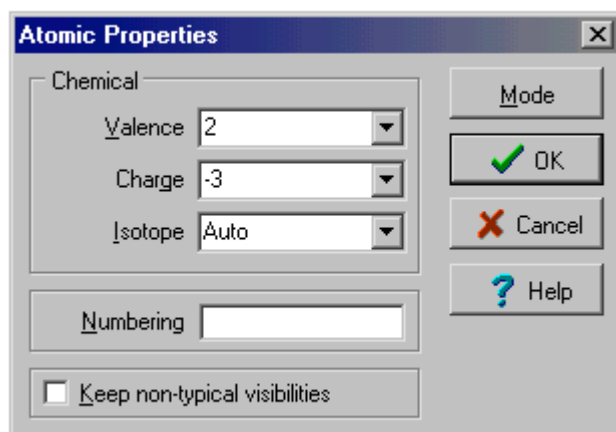 Atomic Properties
Chemical
Valence 2
Charge -3
Isotope Auto
Numbering
Keep non-typical visibilities
Mode
OK
Cancel
Help